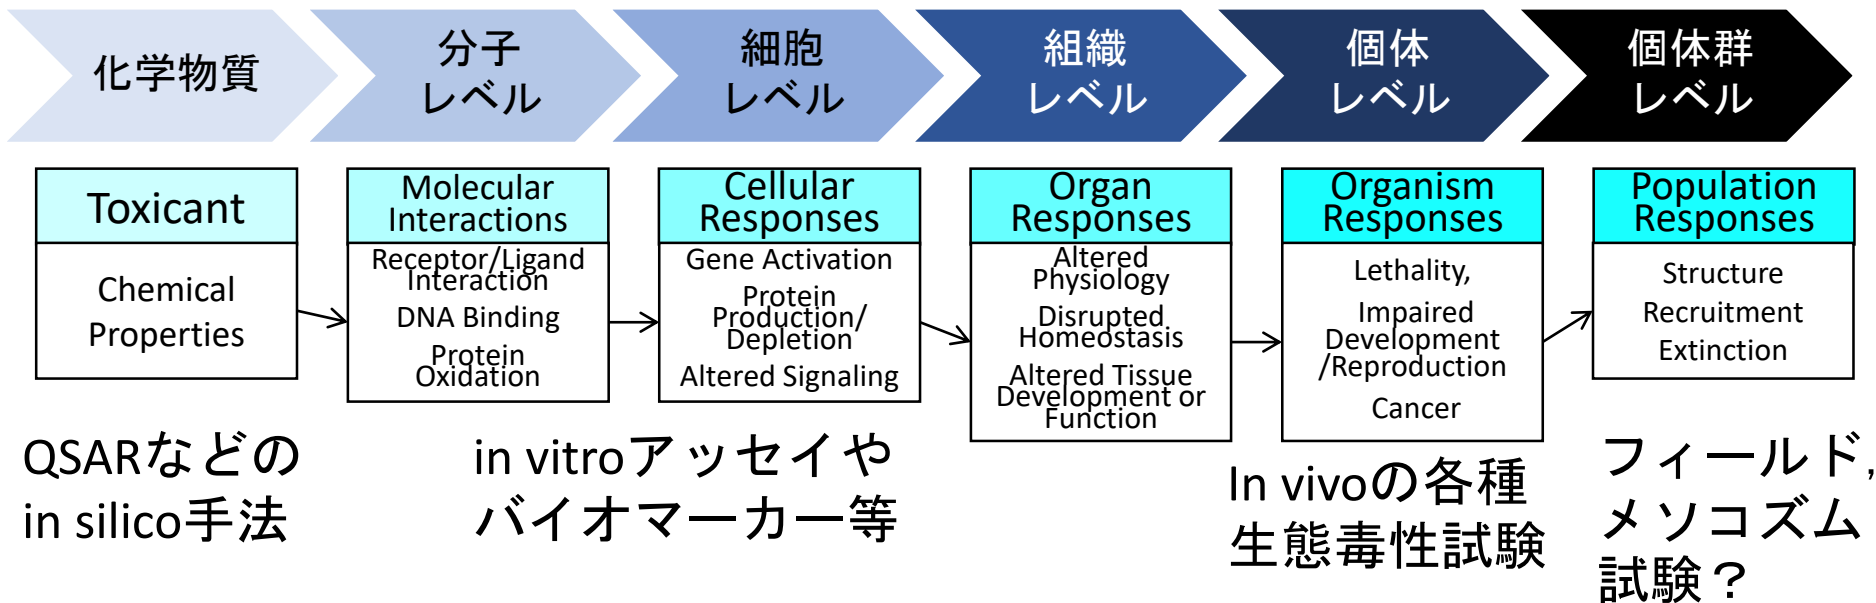 化学物質
分子
レベル
細胞
レベル
組織
レベル
個体
レベル
個体群
レベル
Toxicant
Chemical
Properties
Molecular
Interactions
Receptor/Ligand
Interaction
DNA Binding
Protein
Oxidation
Cellular
Responses
Gene Activation
Protein
Production/
Depletion
Altered Signaling
Organ
Responses
Altered
Physiology
Disrupted
Homeostasis
Altered Tissue
Development or
Function
Organism
Responses
Lethality,
Impaired
Development
/Reproduction
Cancer
Population
Responses
Structure
Recruitment
Extinction
QSARなどの
in silico手法
in vitroアッセイや
バイオマーカー等
In vivoの各種
生態毒性試験
フィールド,
メソコズム
試験？